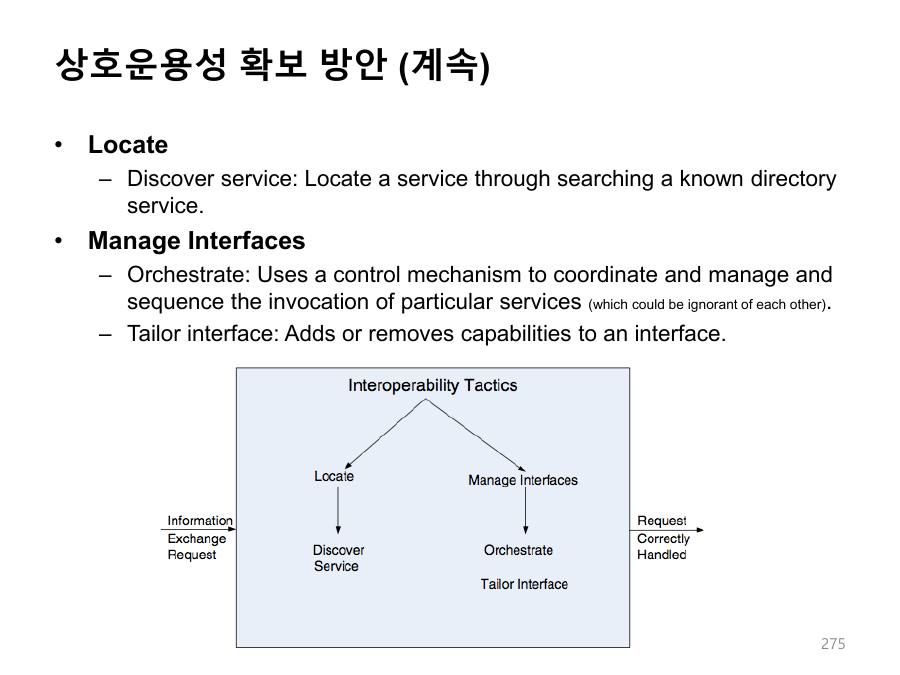 상호운용성 확보 방안 (계속)
• Locate
– Discover service: Locate a service through searching a known directory
service.
• Manage Interfaces
– Orchestrate: Uses a control mechanism to coordinate and manage and
sequence the invocation of particular services (which could be ignorant of each other).
– Tailor interface: Adds or removes capabilities to an interface.
Interoperability Tactics
Locate
Manage Interfaces
Information
Exchange
Request
Discover
Service
Orchestrate
Tailor Interface
Request
Correctly
Handled
275